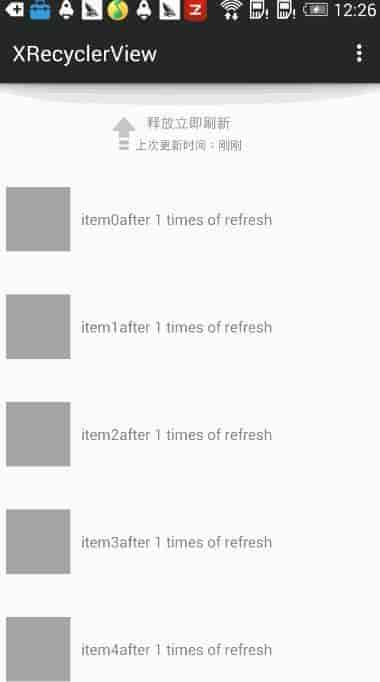 12:26
XRecyclerView
释放立即刷新
上次更新时间：刚刚
item0after 1 times of refresh
item1after 1 times of refresh
item2after 1 times of refresh
item3after 1 times of refresh
item4after 1 times of refresh